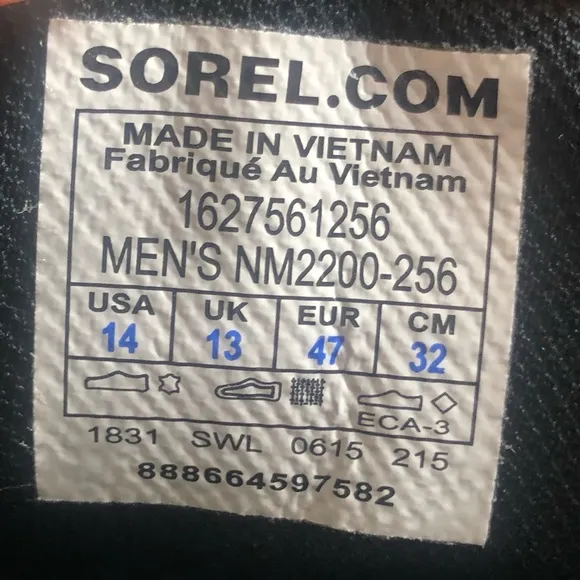 SOREL.COM
MADE IN VIETNAM
Fabriqué Au Vietnam
1627561256
MEN'S NM2200-256
USA UK EUR CM
14 13 47 32
ECA-3
1831 SWL 0615 215
888664597582